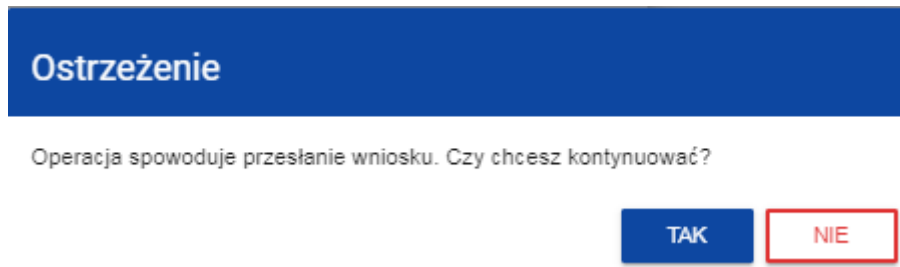 Ostrzeżenie
Operacja spowoduje przesłanie wniosku. Czy chcesz kontynuować?
TAK NIE